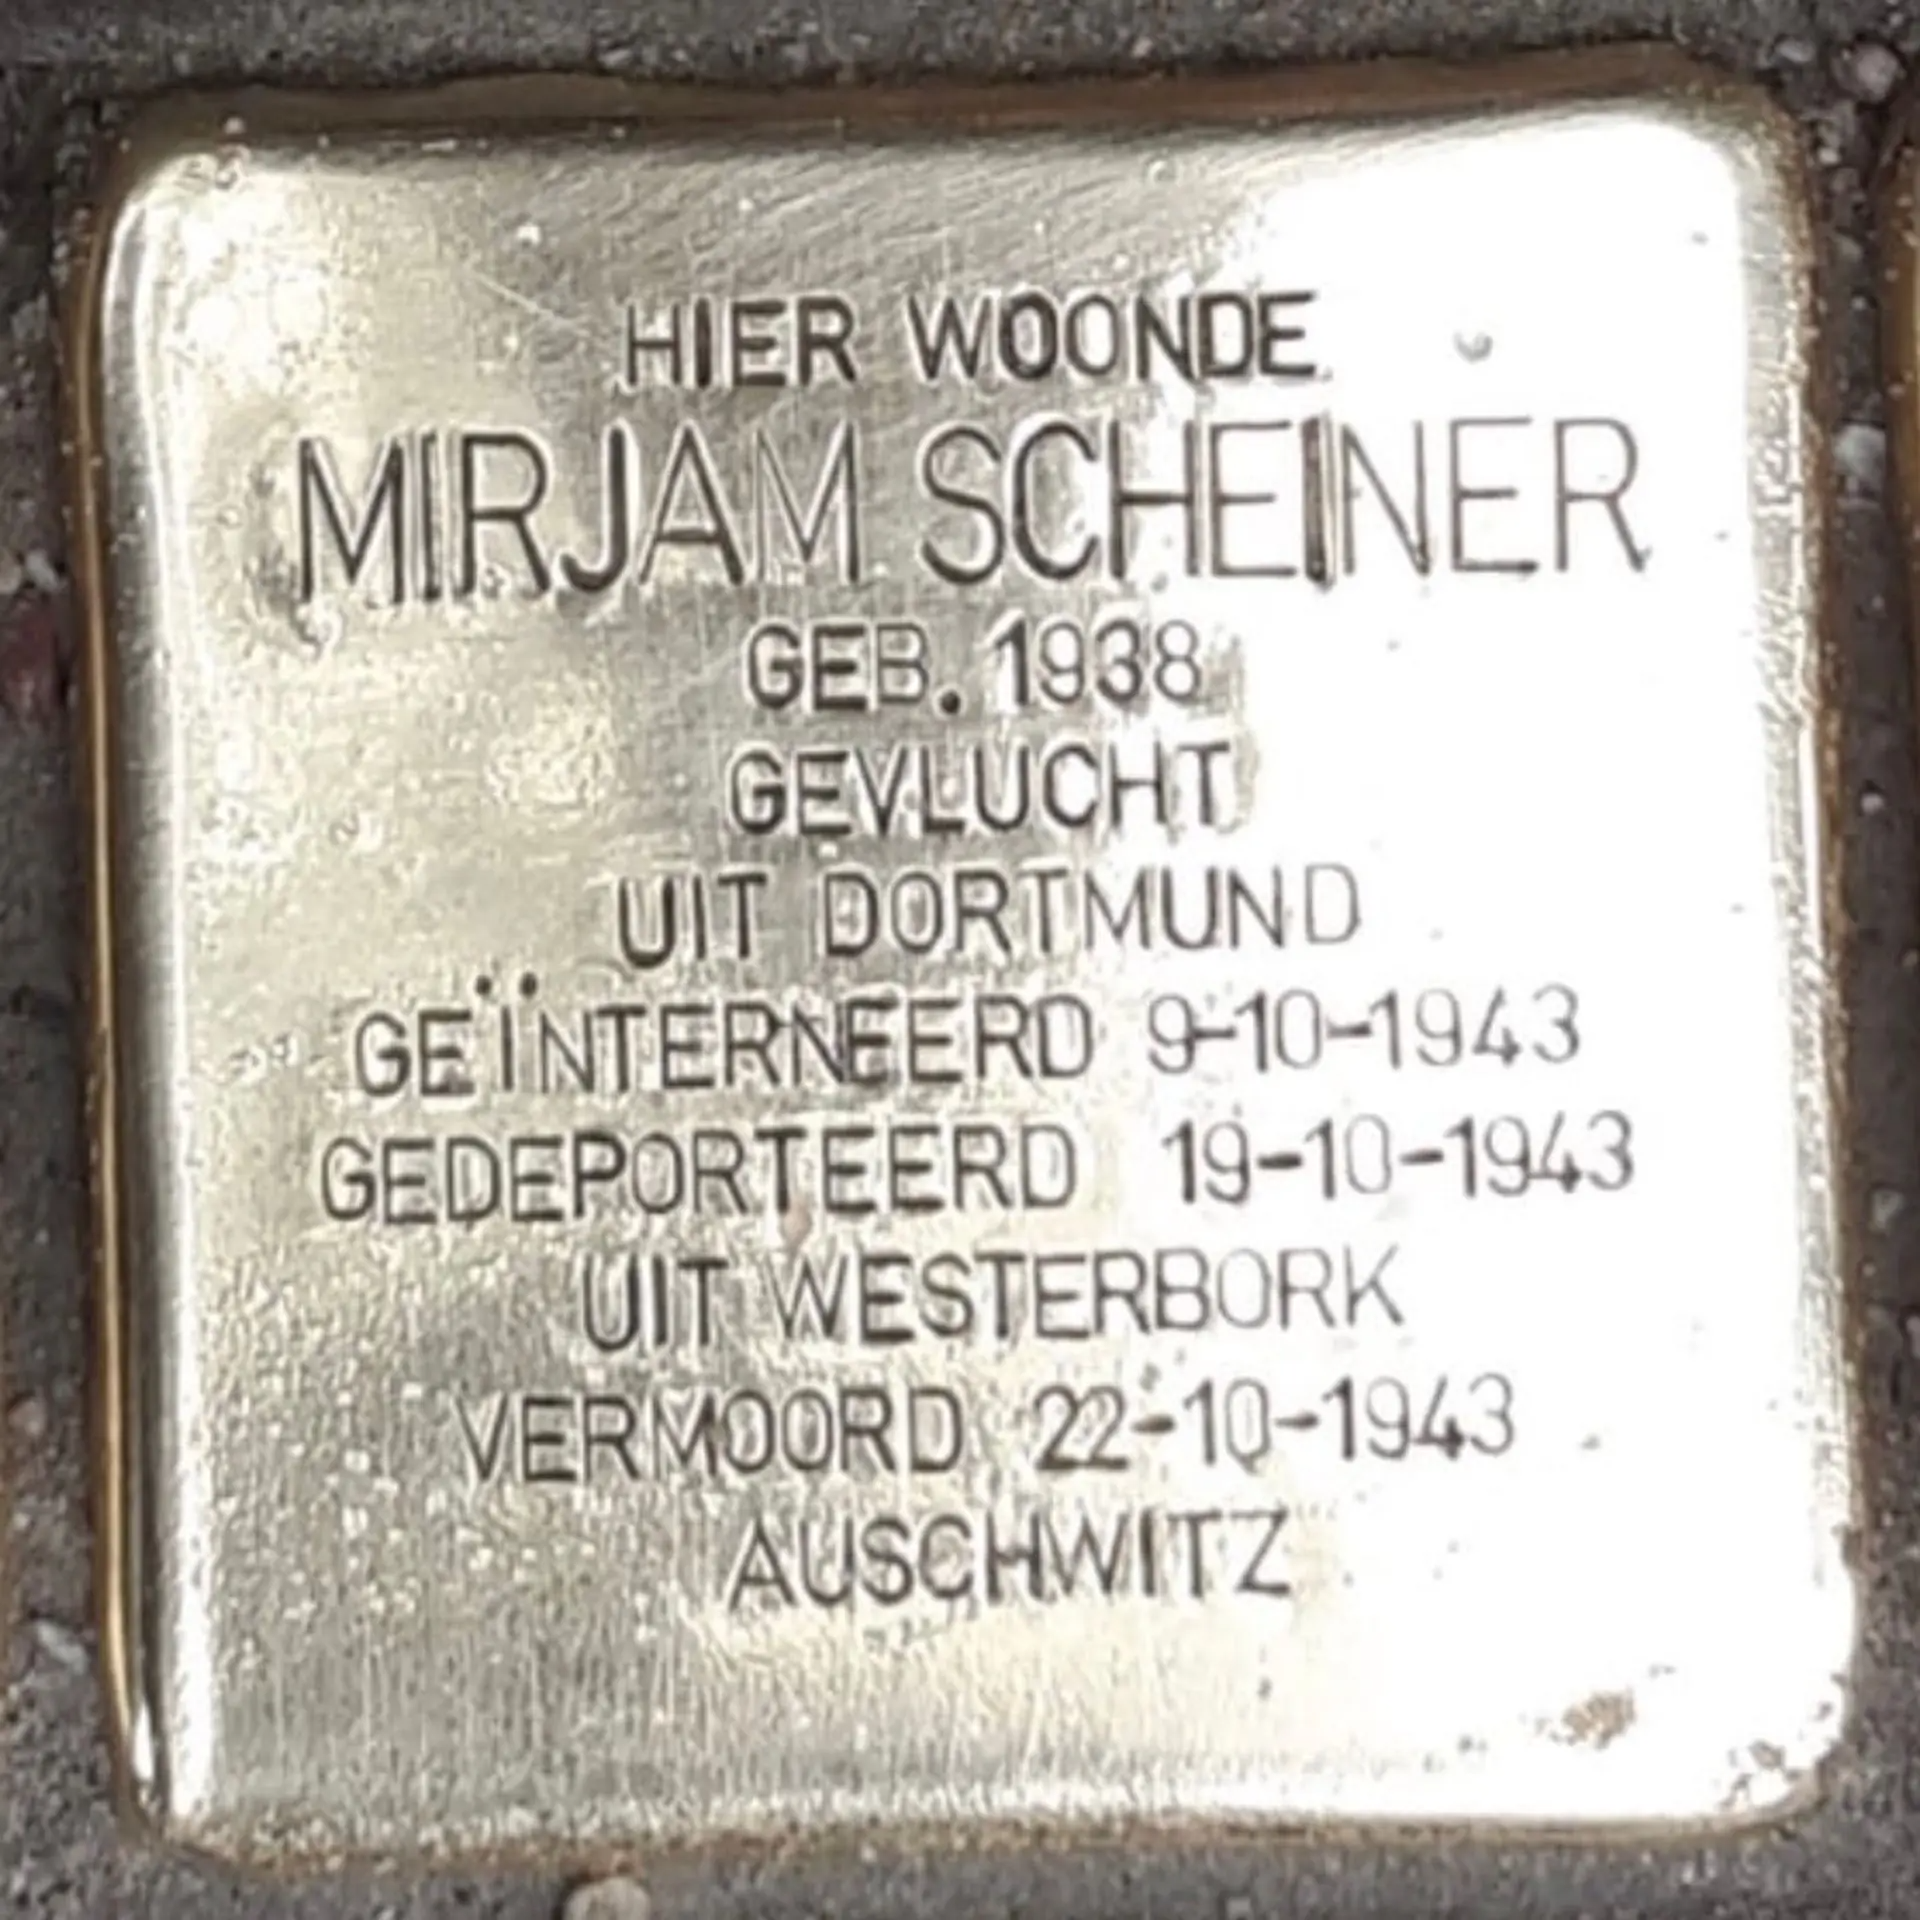 HIER WOONDE
MIRJAM SCHEINER
GEB. 1938
GEVLUCHT
UIT DORTMUND
GEÏNTERNEERD 9-10-1943
GEDEPORTEERD 19-10-1943
UIT WESTERBORK
VERMOORD 22-10-1943
AUSCHWITZ